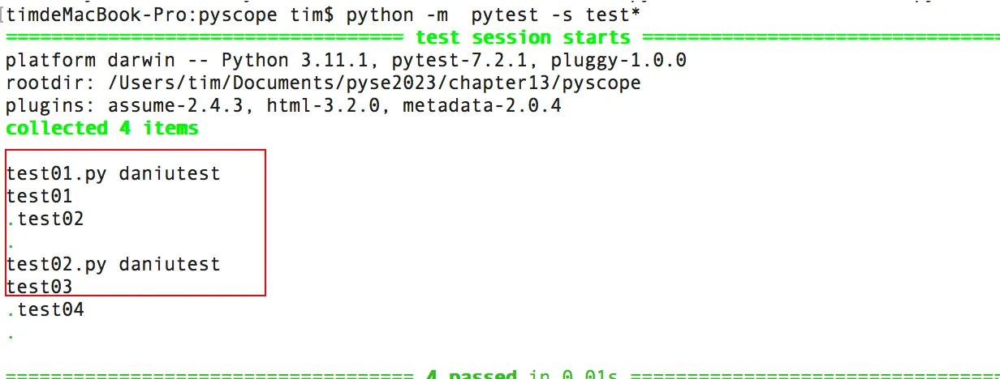 [timdeMacBook-Pro:pyscope tim$ python -m  pytest -s test*
=================================== test session starts ================================
platform darwin -- Python 3.11.1, pytest-7.2.1, pluggy-1.0.0
rootdir: /Users/tim/Documents/pyse2023/chapter13/pyscope
plugins: assume-2.4.3, html-3.2.0, metadata-2.0.4
collected 4 items
test01.py daniutest
test01
.test02
.
test02.py daniutest
test03
.test04
.
==================================== 4 passed in 0.01s =================================